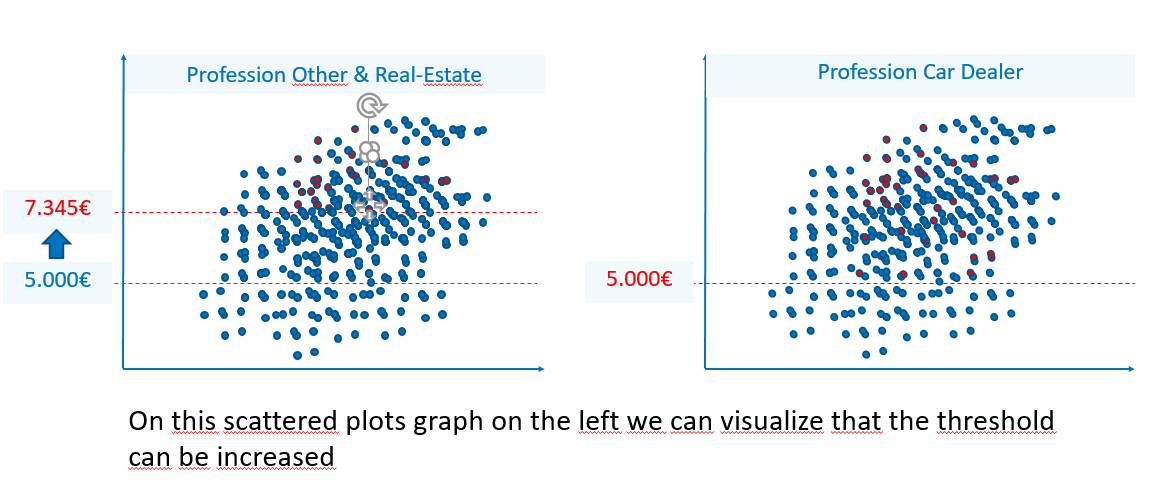 Profession Other & Real-Estate
Profession Car Dealer
7.345€
5.000€
5.000€
On this scattered plots graph on the left we can visualize that the threshold
can be increased